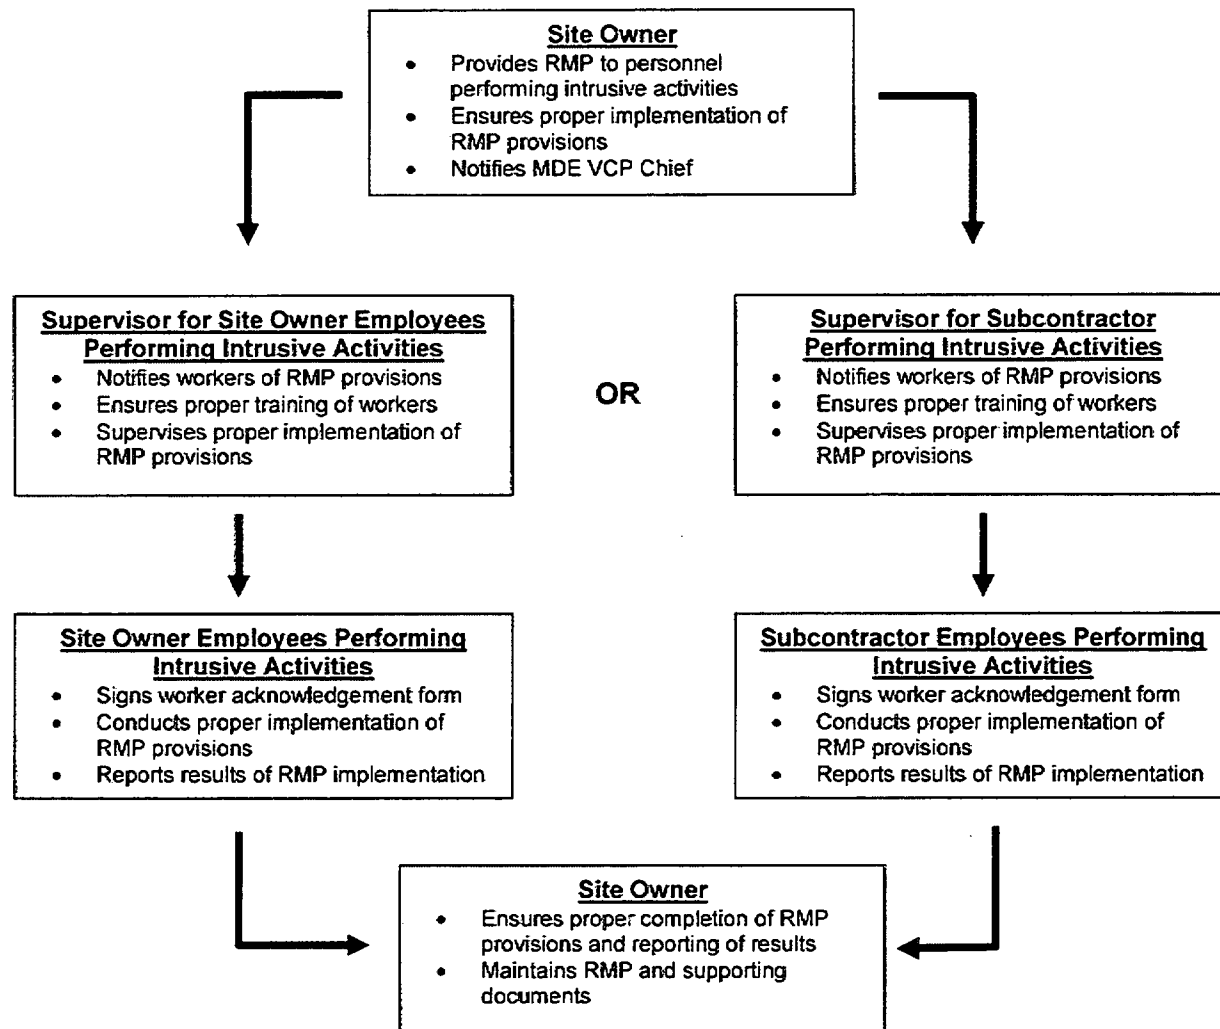 Site Owner
• Provides RMP to personnel
performing intrusive activities
• Ensures proper implementation of
RMP provisions
• Notifies MDE VCP Chief
Supervisor for Site Owner Employees
Performing Intrusive Activities
• Notifies workers of RMP provisions
• Ensures proper training of workers
• Supervises proper implementation of
RMP provisions
OR
Supervisor for Subcontractor
Performing Intrusive Activities
• Notifies workers of RMP provisions
• Ensures proper training of workers
• Supervises proper implementation of
RMP provisions
Site Owner Employees Performing
Intrusive Activities
• Signs worker acknowledgement form
• Conducts proper implementation of
RMP provisions
• Reports results of RMP implementation
Subcontractor Employees Performing
Intrusive Activities
• Signs worker acknowledgement form
• Conducts proper implementation of
RMP provisions
• Reports results of RMP implementation
Site Owner
• Ensures proper completion of RMP
provisions and reporting of results
• Maintains RMP and supporting
documents